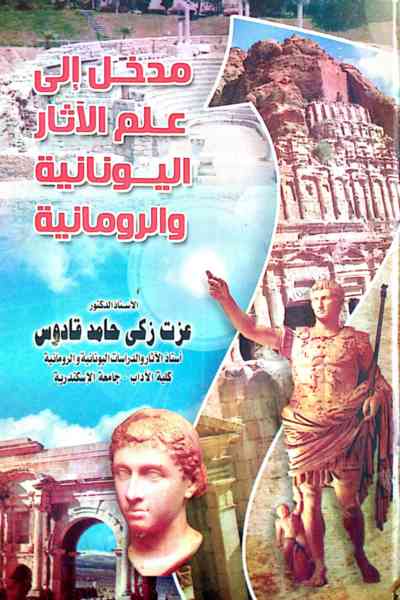 مدخل إلى
علم الآثار
اليونانية
والرومانية
الأستاذ الدكتور
عزت زكى حامد قادوس
أستاذ الآثار والدراسات اليونانية والرومانية
كلية الآداب - جامعة الإسكندرية